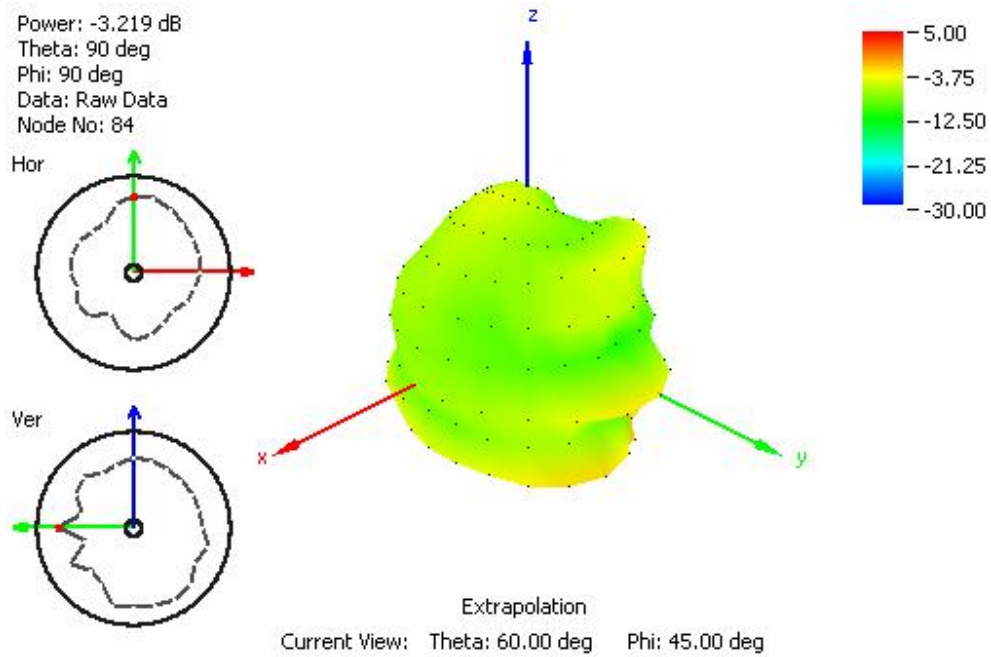 Power: -3.219 dB
Theta: 90 deg
Phi: 90 deg
Data: Raw Data
Node No: 84
Hor
Ver
z
x
y
5.00
-3.75
-12.50
-21.25
-30.00
Extrapolation
Current View: Theta: 60.00 deg Phi: 45.00 deg